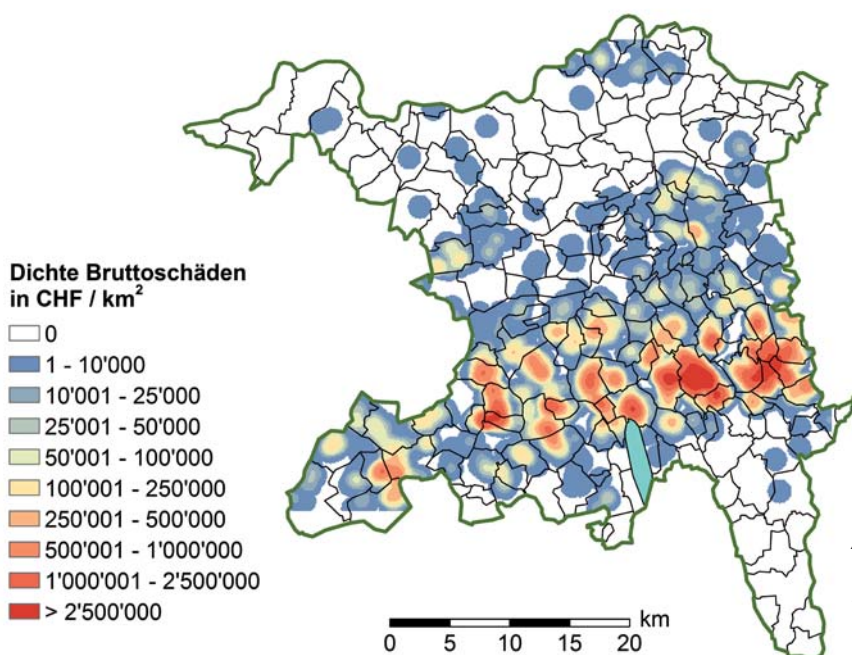 Dichte Bruttoschäden
in CHF / km²
0
1 - 10'000
10'001 - 25'000
25'001 - 50'000
50'001 - 100'000
100'001 - 250'000
250'001 - 500'000
500'001 - 1'000'000
1'000'001 - 2'500'000
> 2'500'000
km
0 5 10 15 20